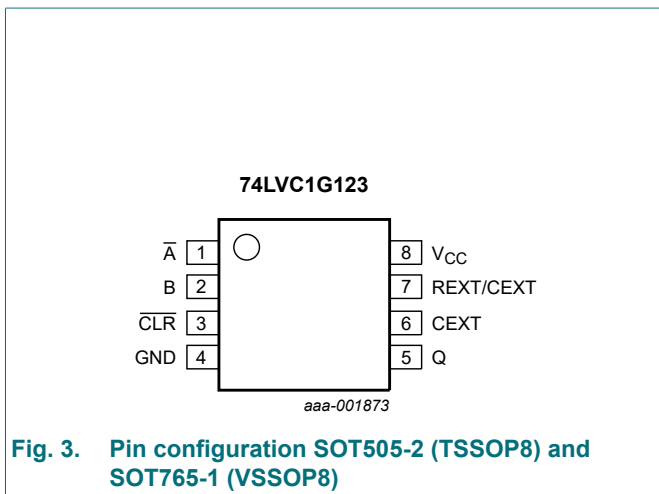 74LVC1G123
A̅ 1
B 2
C̅L̅R̅ 3
GND 4
8 VCC
7 REXT/CEXT
6 CEXT
5 Q
aaa-001873
Fig. 3. Pin configuration SOT505-2 (TSSOP8) and
SOT765-1 (VSSOP8)